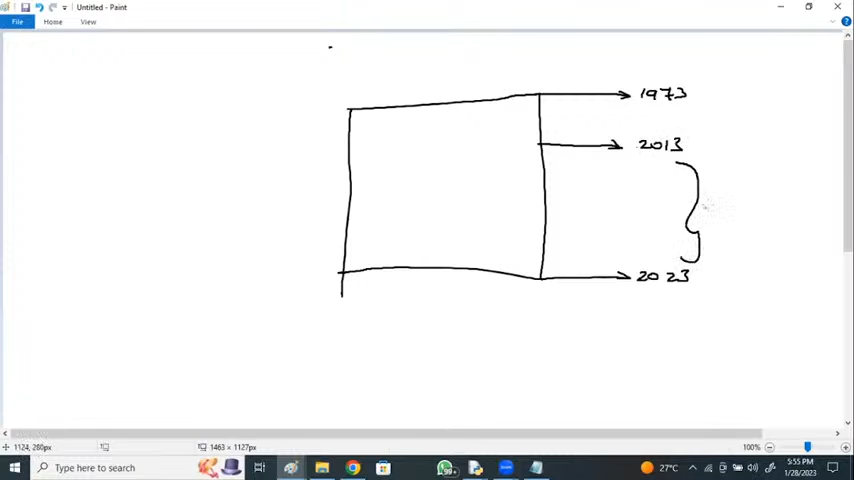 Untitled - Paint
File Home View
1973
2013
2023
1124, 280px
1463 × 1127px
100%
Type here to search
99+
27°C
5:55 PM
1/28/2023